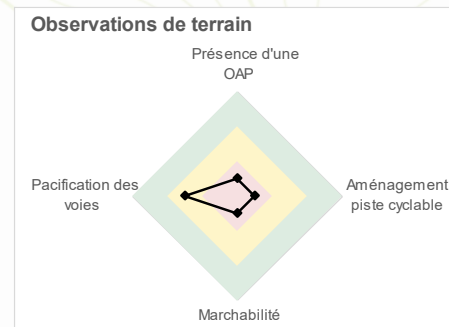 Observations de terrain
Présence d'une
OAP
Pacification des
voies
Aménagement
piste cyclable
Marchabilité